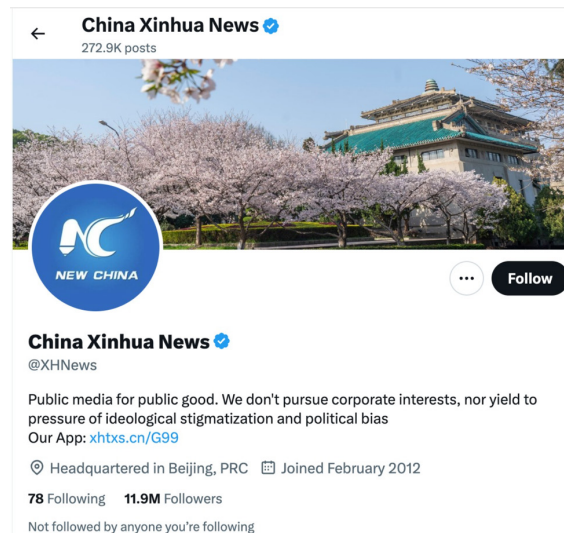 China Xinhua News
272.9K posts
NC
NEW CHINA
Follow
China Xinhua News
@XHNews
Public media for public good. We don't pursue corporate interests, nor yield to
pressure of ideological stigmatization and political bias
Our App: xhtxs.cn/G99
Headquartered in Beijing, PRC Joined February 2012
78 Following 11.9M Followers
Not followed by anyone you're following